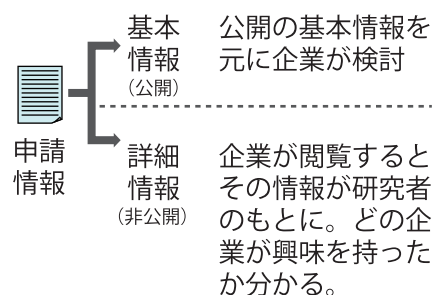 申請
情報
基本
情報
（公開）
公開の基本情報を
元に企業が検討
詳細
情報
（非公開）
企業が閲覧すると
その情報が研究者
のもとに。どの企
業が興味を持った
か分かる。